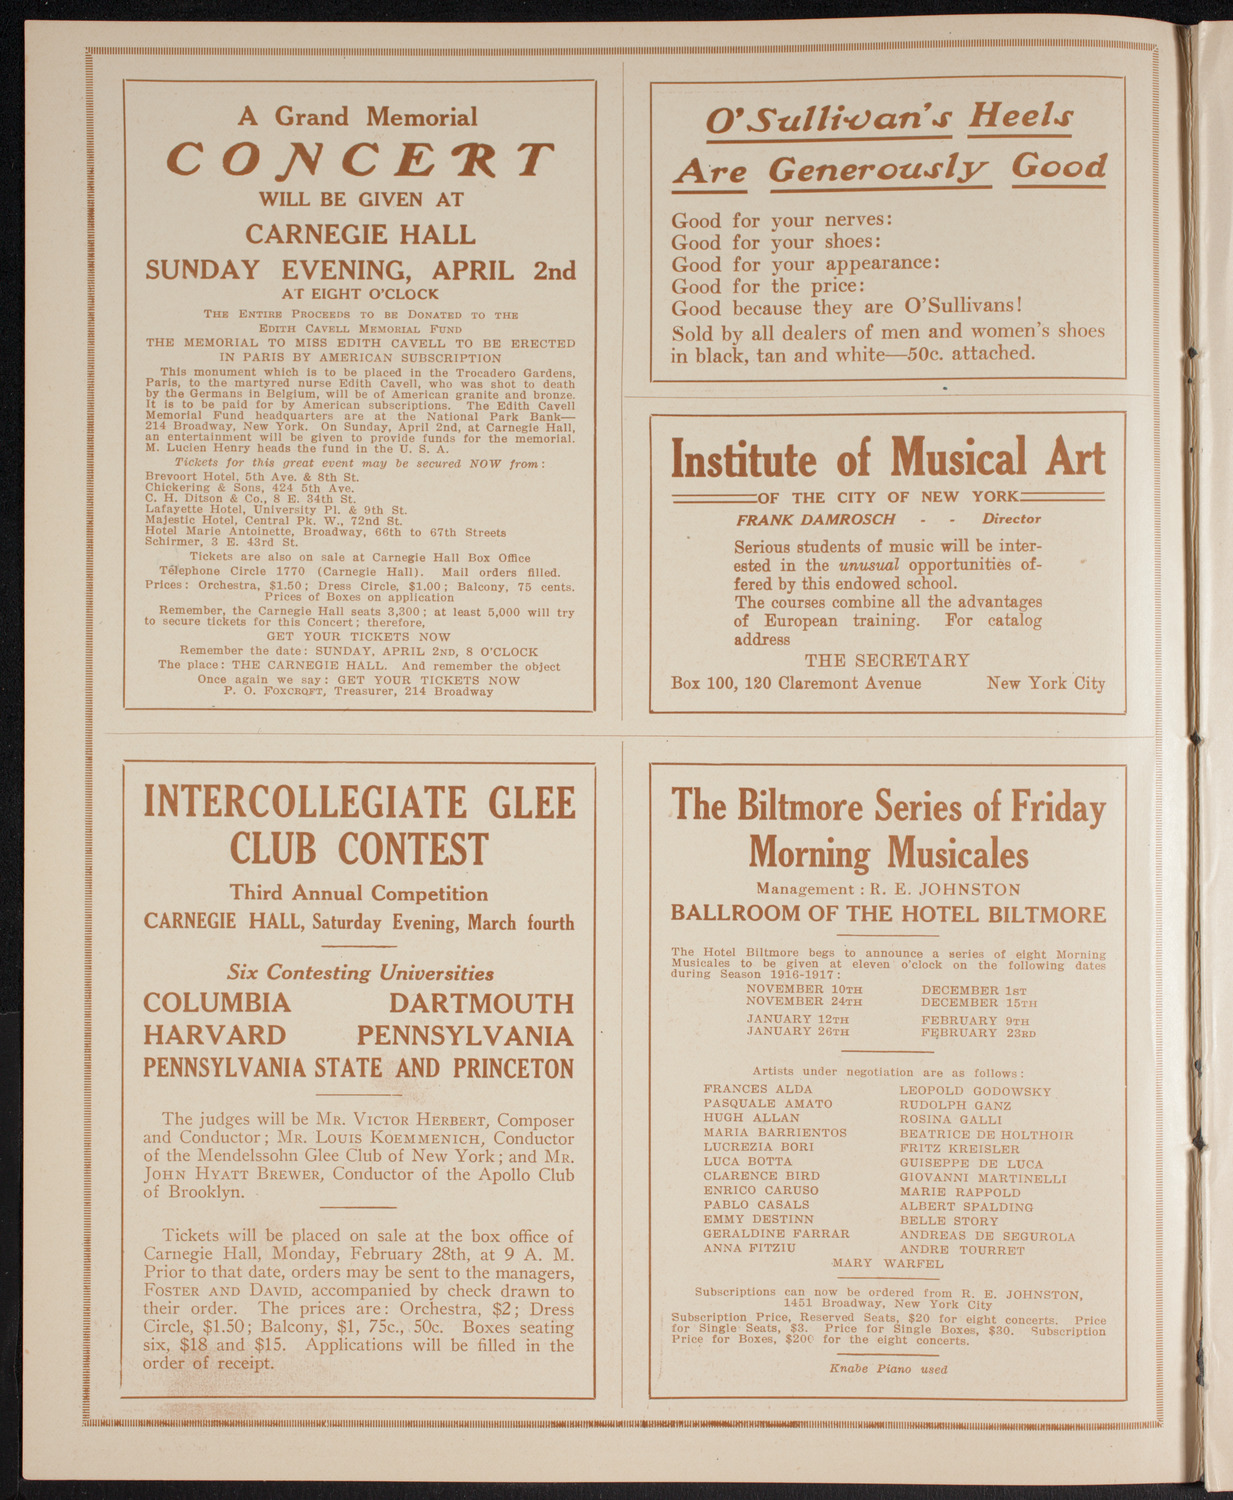 A Grand Memorial
CONCERT
WILL BE GIVEN AT
CARNEGIE HALL
SUNDAY EVENING, APRIL 2nd
AT EIGHT O'CLOCK
THE ENTIRE PROCEEDS TO BE DONATED TO THE
EDITH CAVELL MEMORIAL FUND
THE MEMORIAL TO MISS EDITH CAVELL TO BE ERECTED
IN PARIS BY AMERICAN SUBSCRIPTION
This monument which is to be placed in the Trocadero Gardens,
Paris, to the martyred nurse Edith Cavell, who was shot to death
by the Germans in Belgium, will be of American granite and bronze.
It is to be paid for by American subscriptions. The Edith Cavell
Memorial Fund headquarters are at the National Park Bank—
214 Broadway, New York. On Sunday, April 2nd, at Carnegie Hall,
an entertainment will be given to provide funds for the memorial.
M. Lucien Henry heads the fund in the U. S. A.
Tickets for this great event may be secured NOW from:
Brevoort Hotel, 5th Ave. & 8th St.
Chickering & Sons, 424 5th Ave.
C. H. Ditson & Co., 8 E. 34th St.
Lafayette Hotel, University Pl. & 9th St.
Majestic Hotel, Central Pk. W., 72nd St.
Hotel Marie Antoinette, Broadway, 66th to 67th Streets
Schirmer, 3 E. 43rd St.
Tickets are also on sale at Carnegie Hall Box Office
Telephone Circle 1770 (Carnegie Hall). Mail orders filled.
Prices: Orchestra, $1.50; Dress Circle, $1.00; Balcony, 75 cents.
Prices of Boxes on application
Remember, the Carnegie Hall seats 3,300; at least 5,000 will try
to secure tickets for this Concert; therefore,
GET YOUR TICKETS NOW
Remember the date: SUNDAY, APRIL 2ND, 8 O'CLOCK
The place: THE CARNEGIE HALL. And remember the object
Once again we say: GET YOUR TICKETS NOW
P. O. FOXCROFT, Treasurer, 214 Broadway
O'Sullivan's Heels
Are Generously Good
Good for your nerves:
Good for your shoes:
Good for your appearance:
Good for the price:
Good because they are O'Sullivans!
Sold by all dealers of men and women's shoes
in black, tan and white—50c. attached.
Institute of Musical Art
OF THE CITY OF NEW YORK
FRANK DAMROSCH - - Director
Serious students of music will be inter-
ested in the unusual opportunities of-
fered by this endowed school.
The courses combine all the advantages
of European training. For catalog
address
THE SECRETARY
Box 100, 120 Claremont Avenue New York City
INTERCOLLEGIATE GLEE
CLUB CONTEST
Third Annual Competition
CARNEGIE HALL, Saturday Evening, March fourth
Six Contesting Universities
COLUMBIA DARTMOUTH
HARVARD PENNSYLVANIA
PENNSYLVANIA STATE AND PRINCETON
The judges will be MR. VICTOR HERBERT, Composer
and Conductor; MR. LOUIS KOEMMENICH, Conductor
of the Mendelssohn Glee Club of New York; and MR.
JOHN HYATT BREWER, Conductor of the Apollo Club
of Brooklyn.
Tickets will be placed on sale at the box office of
Carnegie Hall, Monday, February 28th, at 9 A. M.
Prior to that date, orders may be sent to the managers,
FOSTER AND DAVID, accompanied by check drawn to
their order. The prices are: Orchestra, $2; Dress
Circle, $1.50; Balcony, $1, 75c., 50c. Boxes seating
six, $18 and $15. Applications will be filled in the
order of receipt.
The Biltmore Series of Friday
Morning Musicales
Management: R. E. JOHNSTON
BALLROOM OF THE HOTEL BILTMORE
The Hotel Biltmore begs to announce a series of eight Morning
Musicales to be given at eleven o'clock on the following dates
during Season 1916-1917:
NOVEMBER 10TH DECEMBER 1ST
NOVEMBER 24TH DECEMBER 15TH
JANUARY 12TH FEBRUARY 9TH
JANUARY 26TH FEBRUARY 23RD
Artists under negotiation are as follows:
FRANCES ALDA LEOPOLD GODOWSKY
PASQUALE AMATO RUDOLPH GANZ
HUGH ALLAN ROSINA GALLI
MARIA BARRIENTOS BEATRICE DE HOLTHOIR
LUCREZIA BORI FRITZ KREISLER
LUCA BOTTA GUISEPPE DE LUCA
CLARENCE BIRD GIOVANNI MARTINELLI
ENRICO CARUSO MARIE RAPPOLD
PABLO CASALS ALBERT SPALDING
EMMY DESTINN BELLE STORY
GERALDINE FARRAR ANDREAS DE SEGUROLA
ANNA FITZIU ANDRE TOURRET
MARY WARFEL
Subscriptions can now be ordered from R. E. JOHNSTON,
1451 Broadway, New York City
Subscription Price, Reserved Seats, $20 for eight concerts. Price
for Single Seats, $3. Price for Single Boxes, $30. Subscription
Price for Boxes, $200 for the eight concerts.
Knabe Piano used